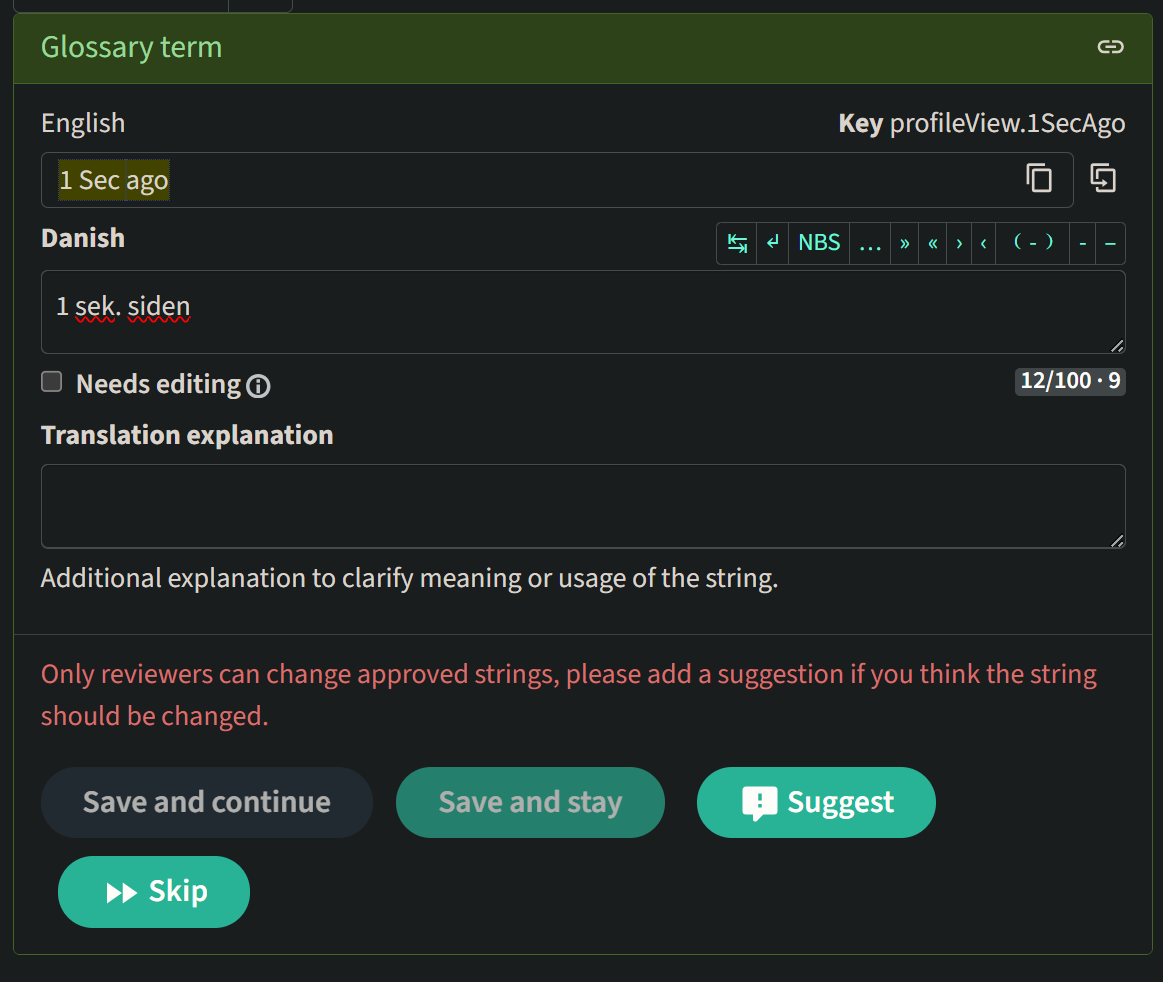 Glossary term
English
Key profileView.1SecAgo
1 Sec ago
Danish
NBS … » « › ‹ (-) - –
1 sek. siden
Needs editing
12/100 · 9
Translation explanation
Additional explanation to clarify meaning or usage of the string.
Only reviewers can change approved strings, please add a suggestion if you think the string
should be changed.
Save and continue
Save and stay
Suggest
Skip